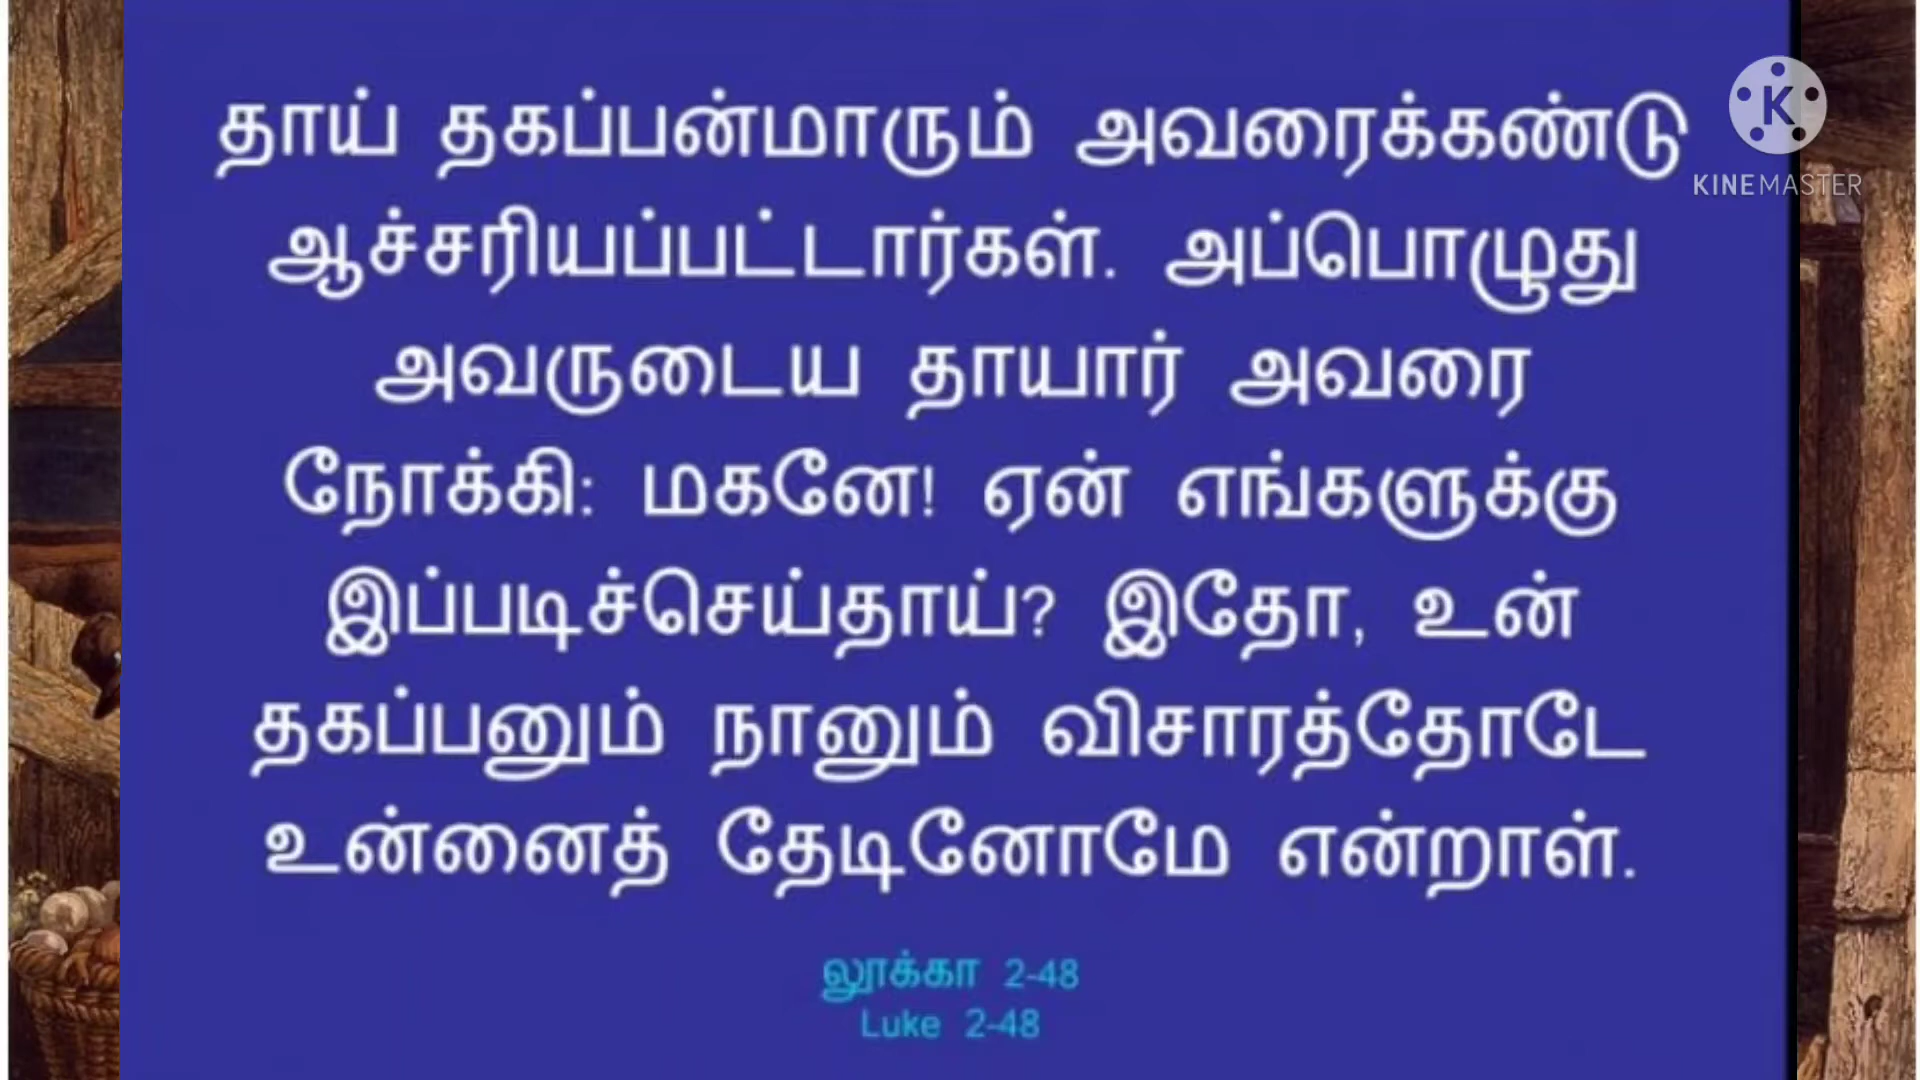 தாய் தகப்பன்மாரும் அவரைக்கண்டு
ஆச்சரியப்பட்டார்கள். அப்பொழுது
அவருடைய தாயார் அவரை
நோக்கி: மகனே! ஏன் எங்களுக்கு
இப்படிச்செய்தாய்? இதோ, உன்
தகப்பனும் நானும் விசாரத்தோடே
உன்னைத் தேடினோமே என்றாள்.
லூக்கா 2-48
Luke 2-48
K
KINEMASTER